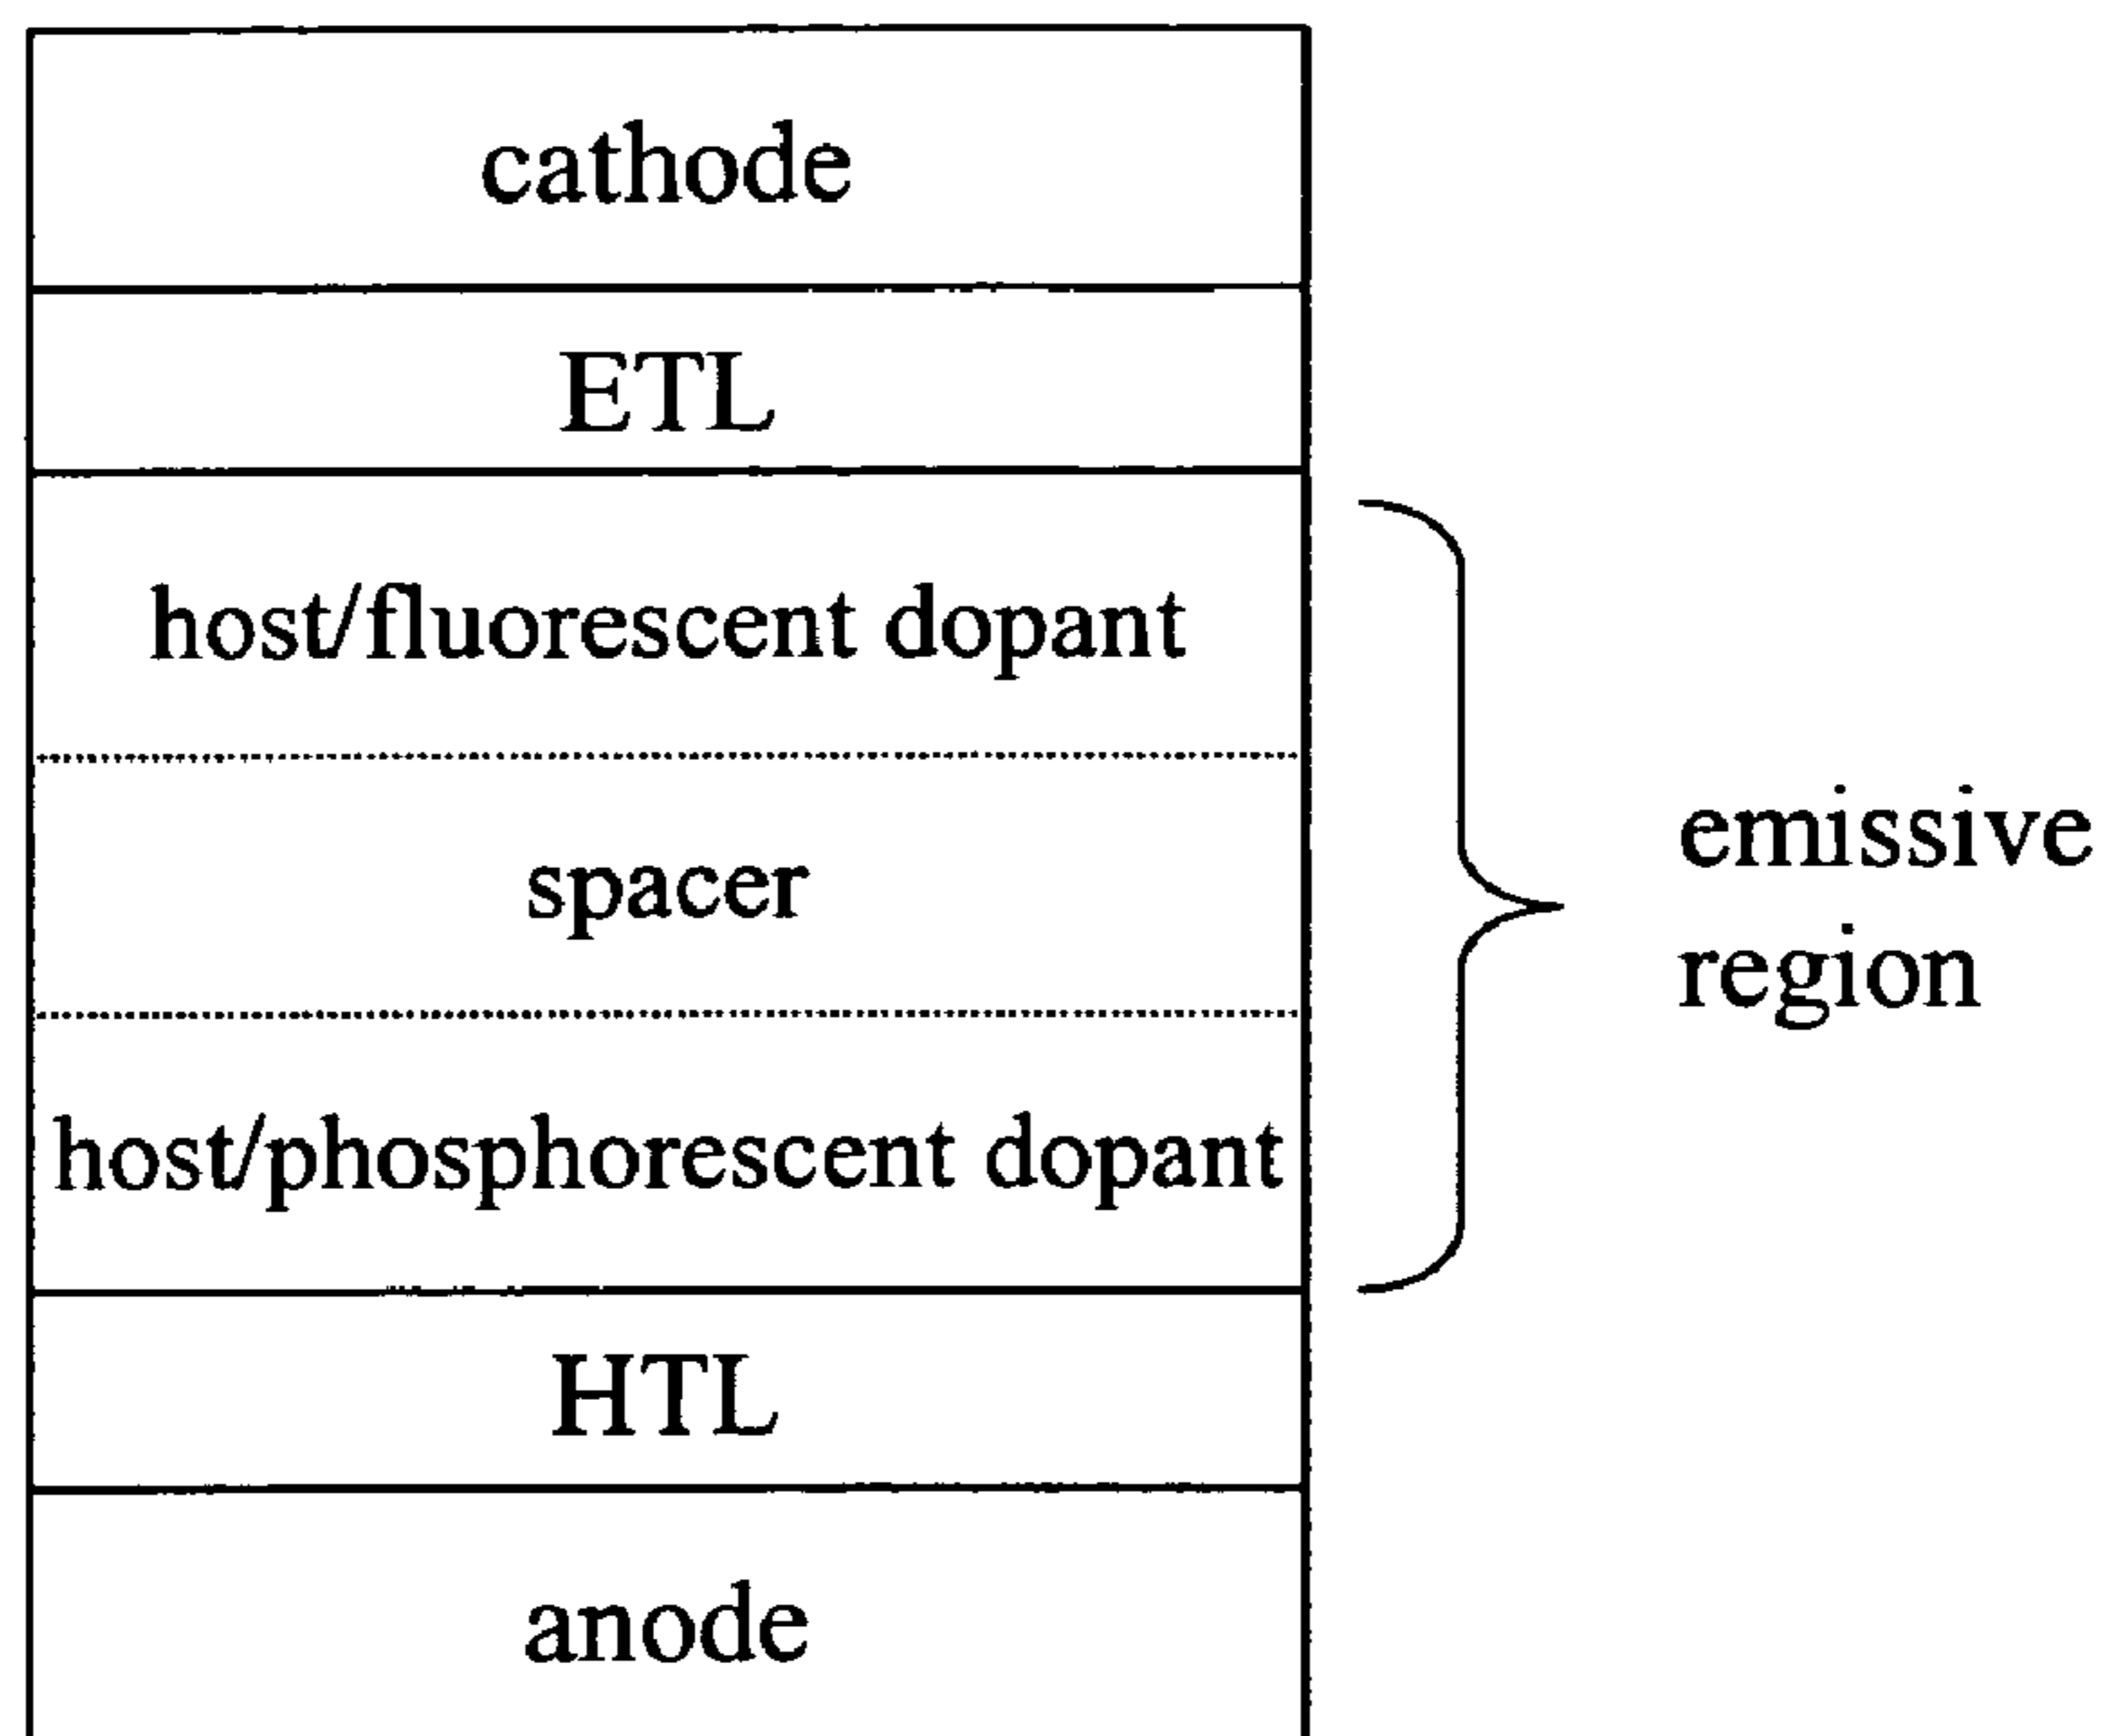 cathode
ETL
host/fluorescent dopant
spacer
host/phosphorescent dopant
HTL
anode
emissive
region